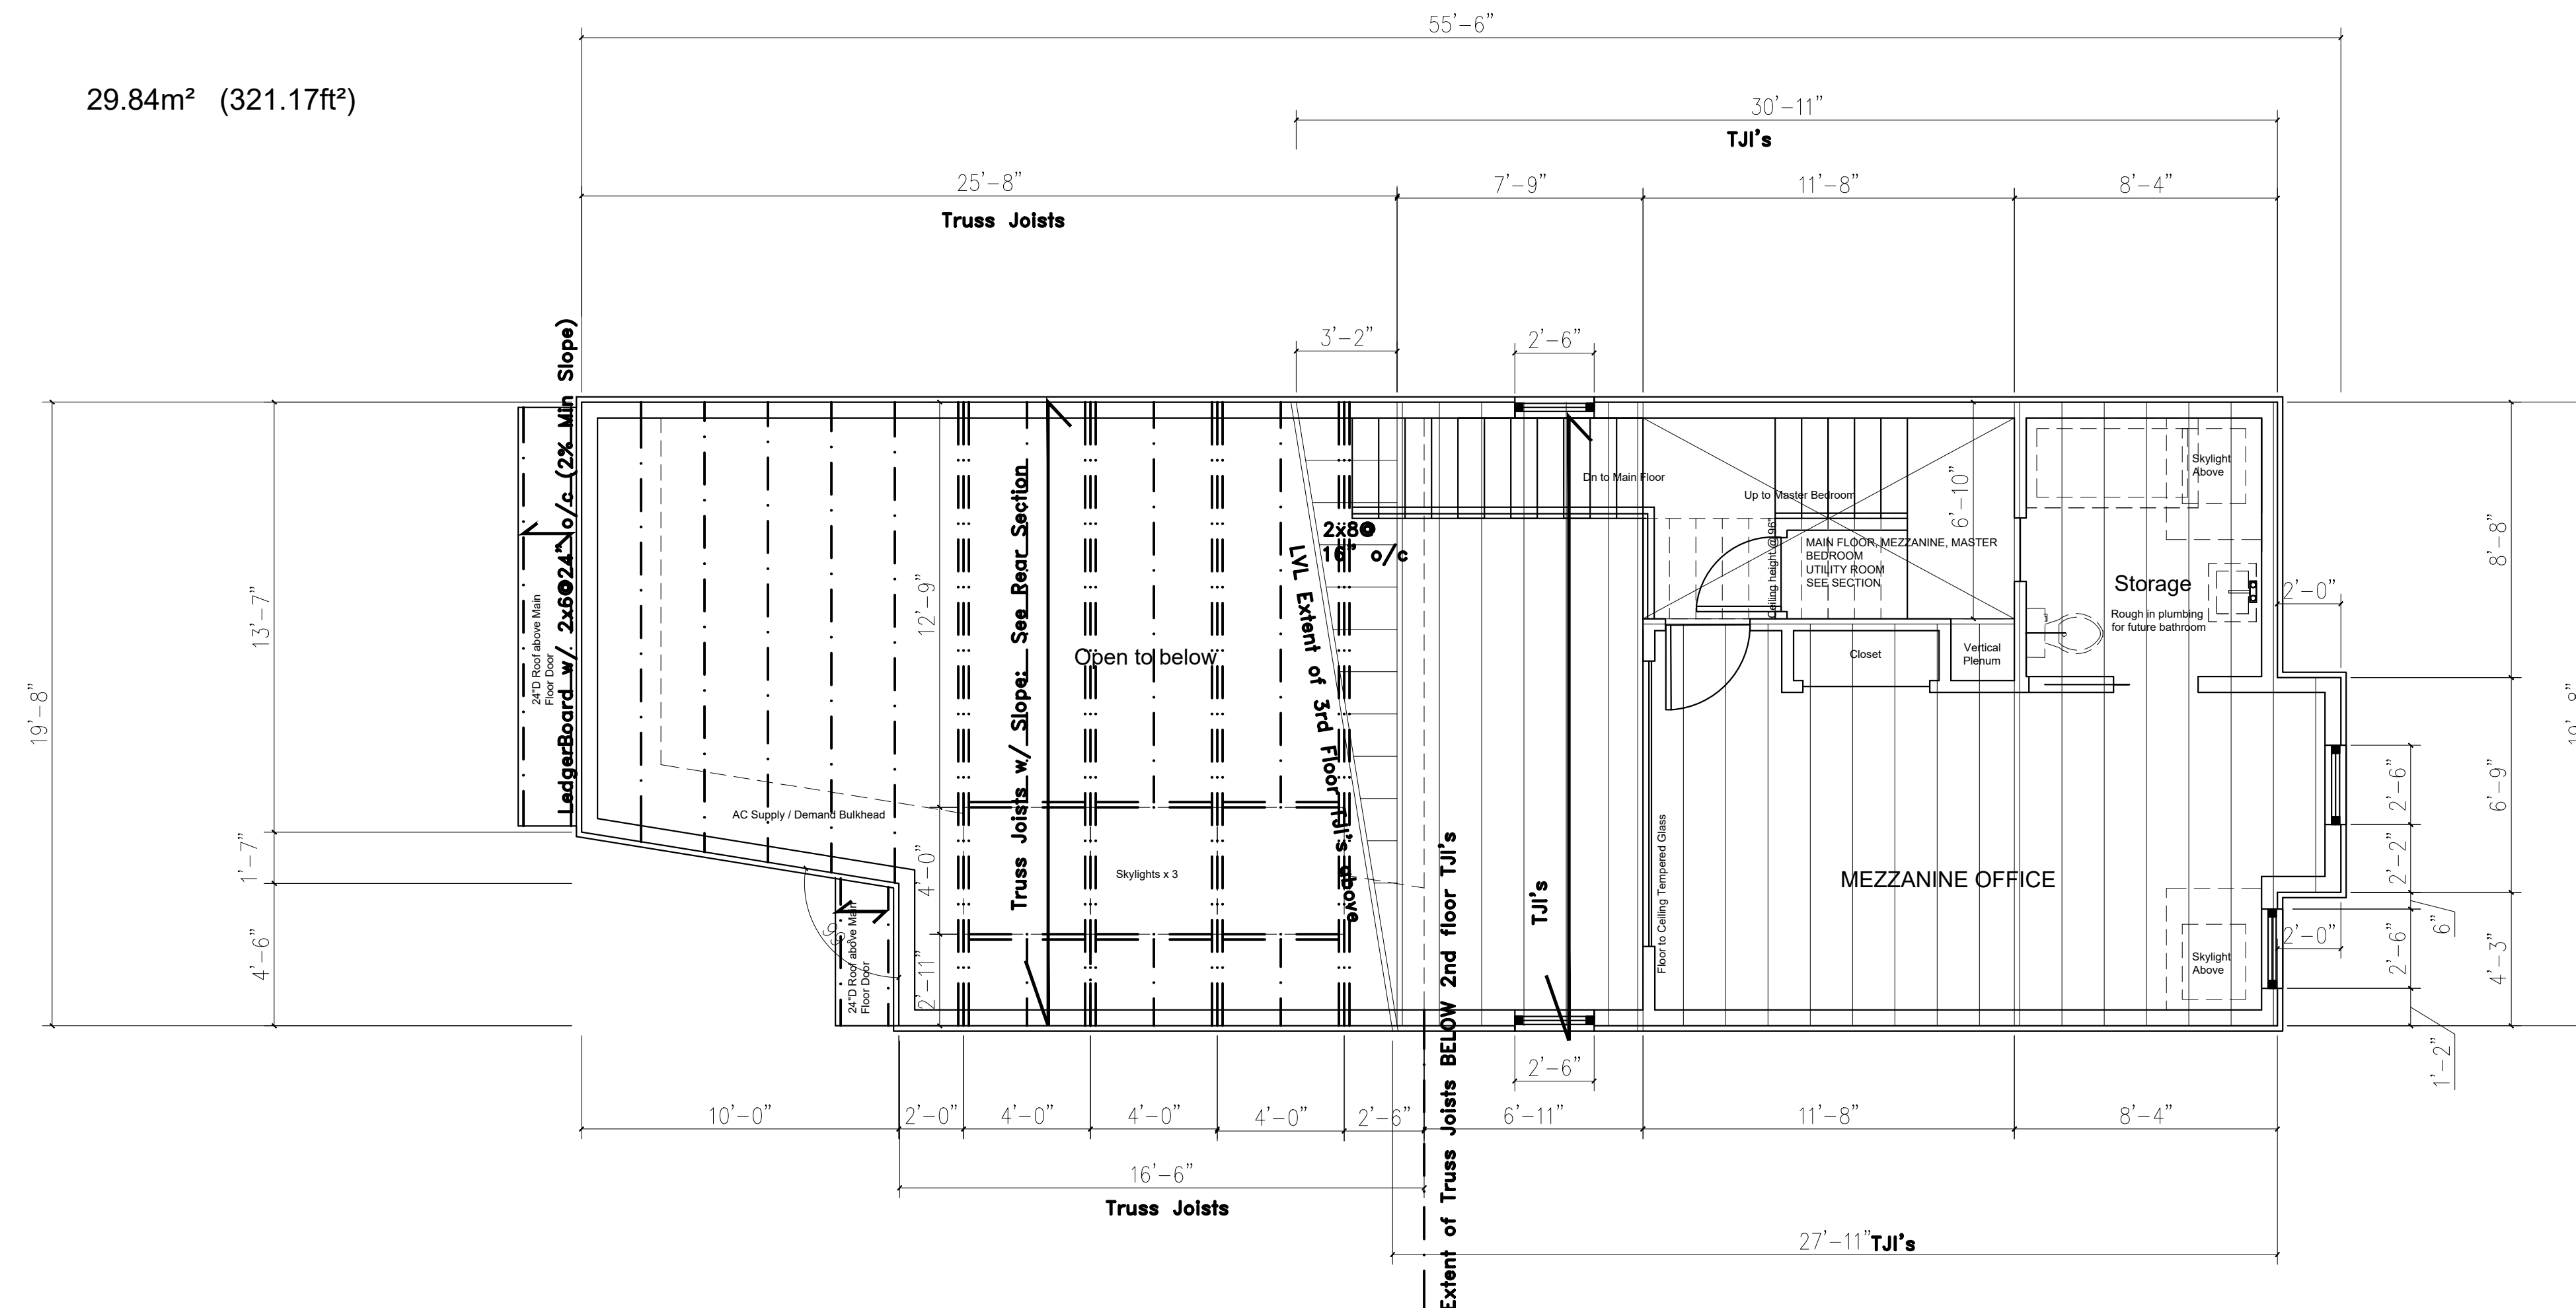 55'-6"
29.84m² (321.17ft²)
30'-11"
TJI's
25'-8"
7'-9"
11'-8"
8'-4"
Truss Joists
3'-2"
2'-6"
LedgerBoard w/ 2x6@24" o/c (2% Min Slope)
24"D Roof above Main
Floor Door
19'-8"
13'-7"
1'-7"
4'-6"
12'-9"
4'-0"
2'-11"
Truss Joists w/ Slope: See Rear Section
Open to below
AC Supply / Demand Bulkhead
Skylights x 3
24"D Roof above Main
Floor Door
2x8@
16" o/c
LVL Extent of 3rd Floor TJI's above
Dn to Main Floor
Up to Master Bedroom
Ceiling height @ 96"
6'-10"
MAIN FLOOR, MEZZANINE, MASTER
BEDROOM
UTILITY ROOM
SEE SECTION
Closet
Vertical
Plenum
Skylight
Above
Storage
Rough in plumbing
for future bathroom
2'-0"
8'-8"
6'-9"
4'-3"
2'-6"
2'-2"
6"
2'-6"
1'-2"
2'-0"
19'-8"
Floor to Ceiling Tempered Glass
MEZZANINE OFFICE
Skylight
Above
TJI's
Extent of Truss Joists BELOW 2nd floor TJI's
2'-6"
10'-0"
2'-0"
4'-0"
4'-0"
4'-0"
2'-6"
6'-11"
11'-8"
8'-4"
16'-6"
Truss Joists
27'-11"
TJI's